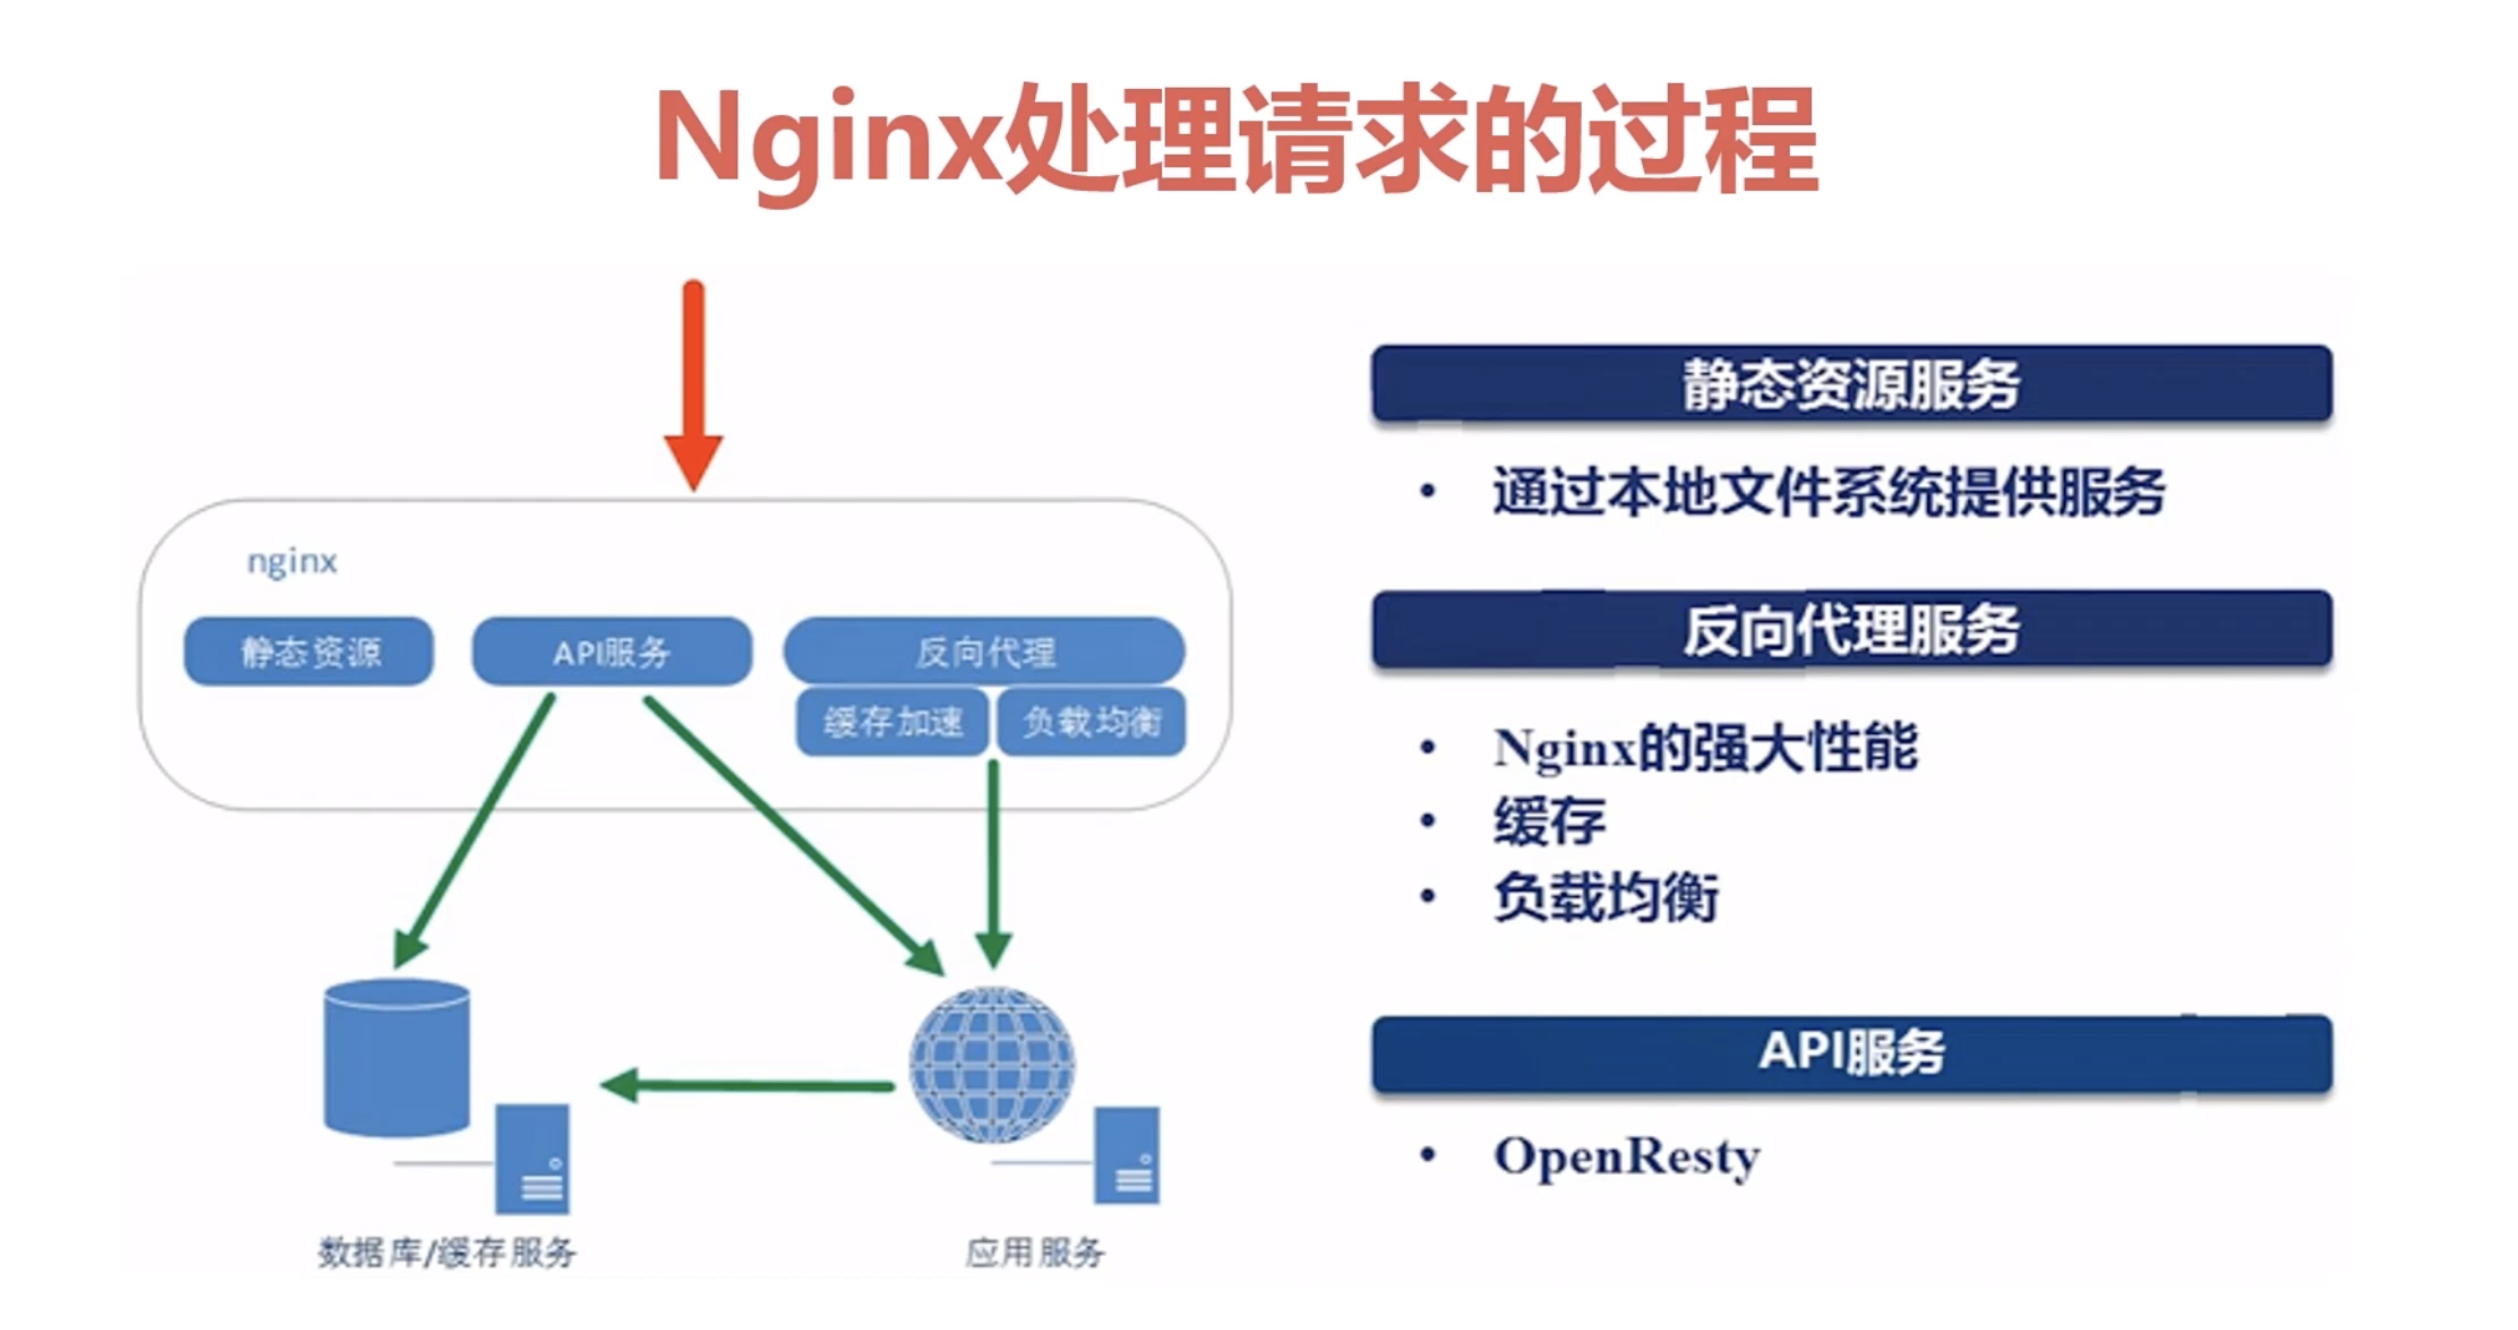 Nginx处理请求的过程
nginx
静态资源
API服务
反向代理
缓存加速
负载均衡
数据库/缓存服务
应用服务
静态资源服务
• 通过本地文件系统提供服务
反向代理服务
• Nginx的强大性能
• 缓存
• 负载均衡
API服务
• OpenResty